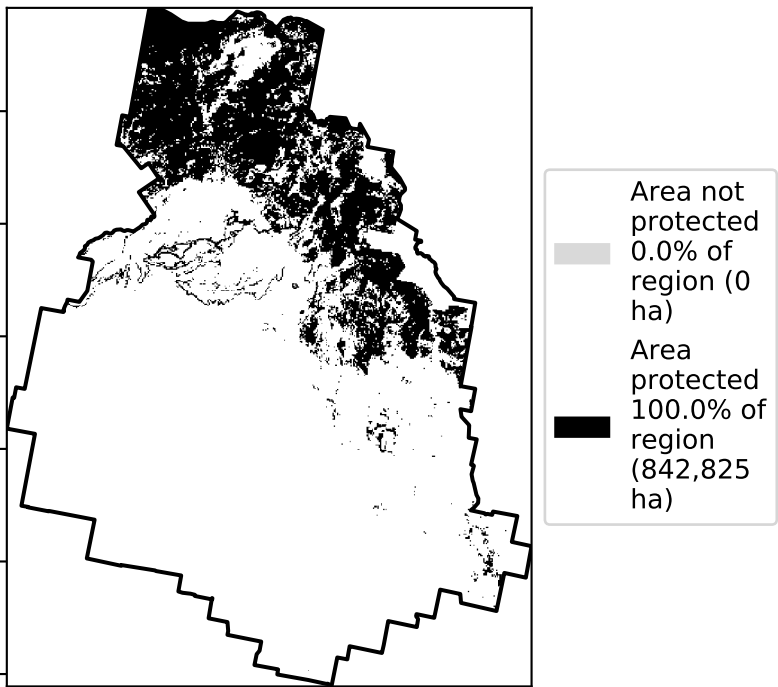 Area not
protected
0.0% of
region (0
ha)
Area
protected
100.0% of
region
(842,825
ha)